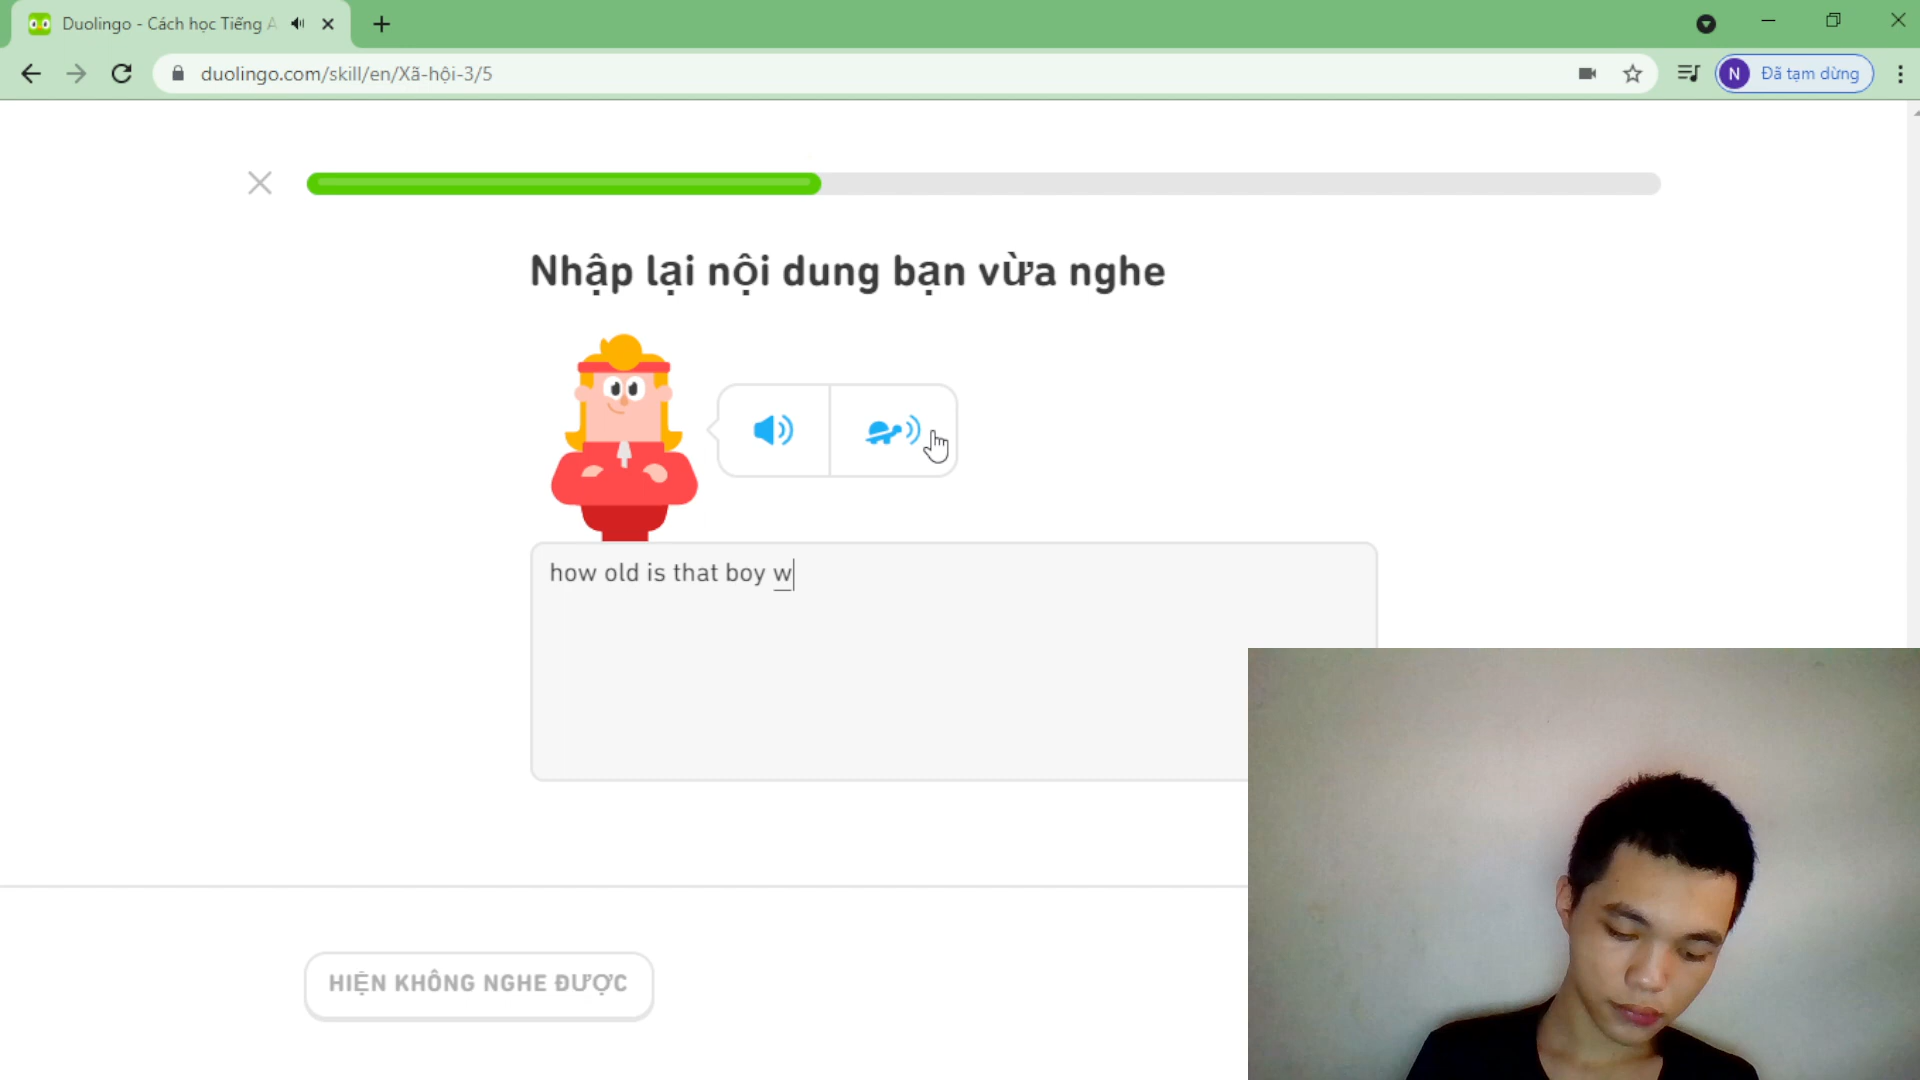 Duolingo - Cách học Tiếng A
duolingo.com/skill/en/Xã-hội-3/5
N Đã tạm dừng
Nhập lại nội dung bạn vừa nghe
how old is that boy w
HIỆN KHÔNG NGHE ĐƯỢC